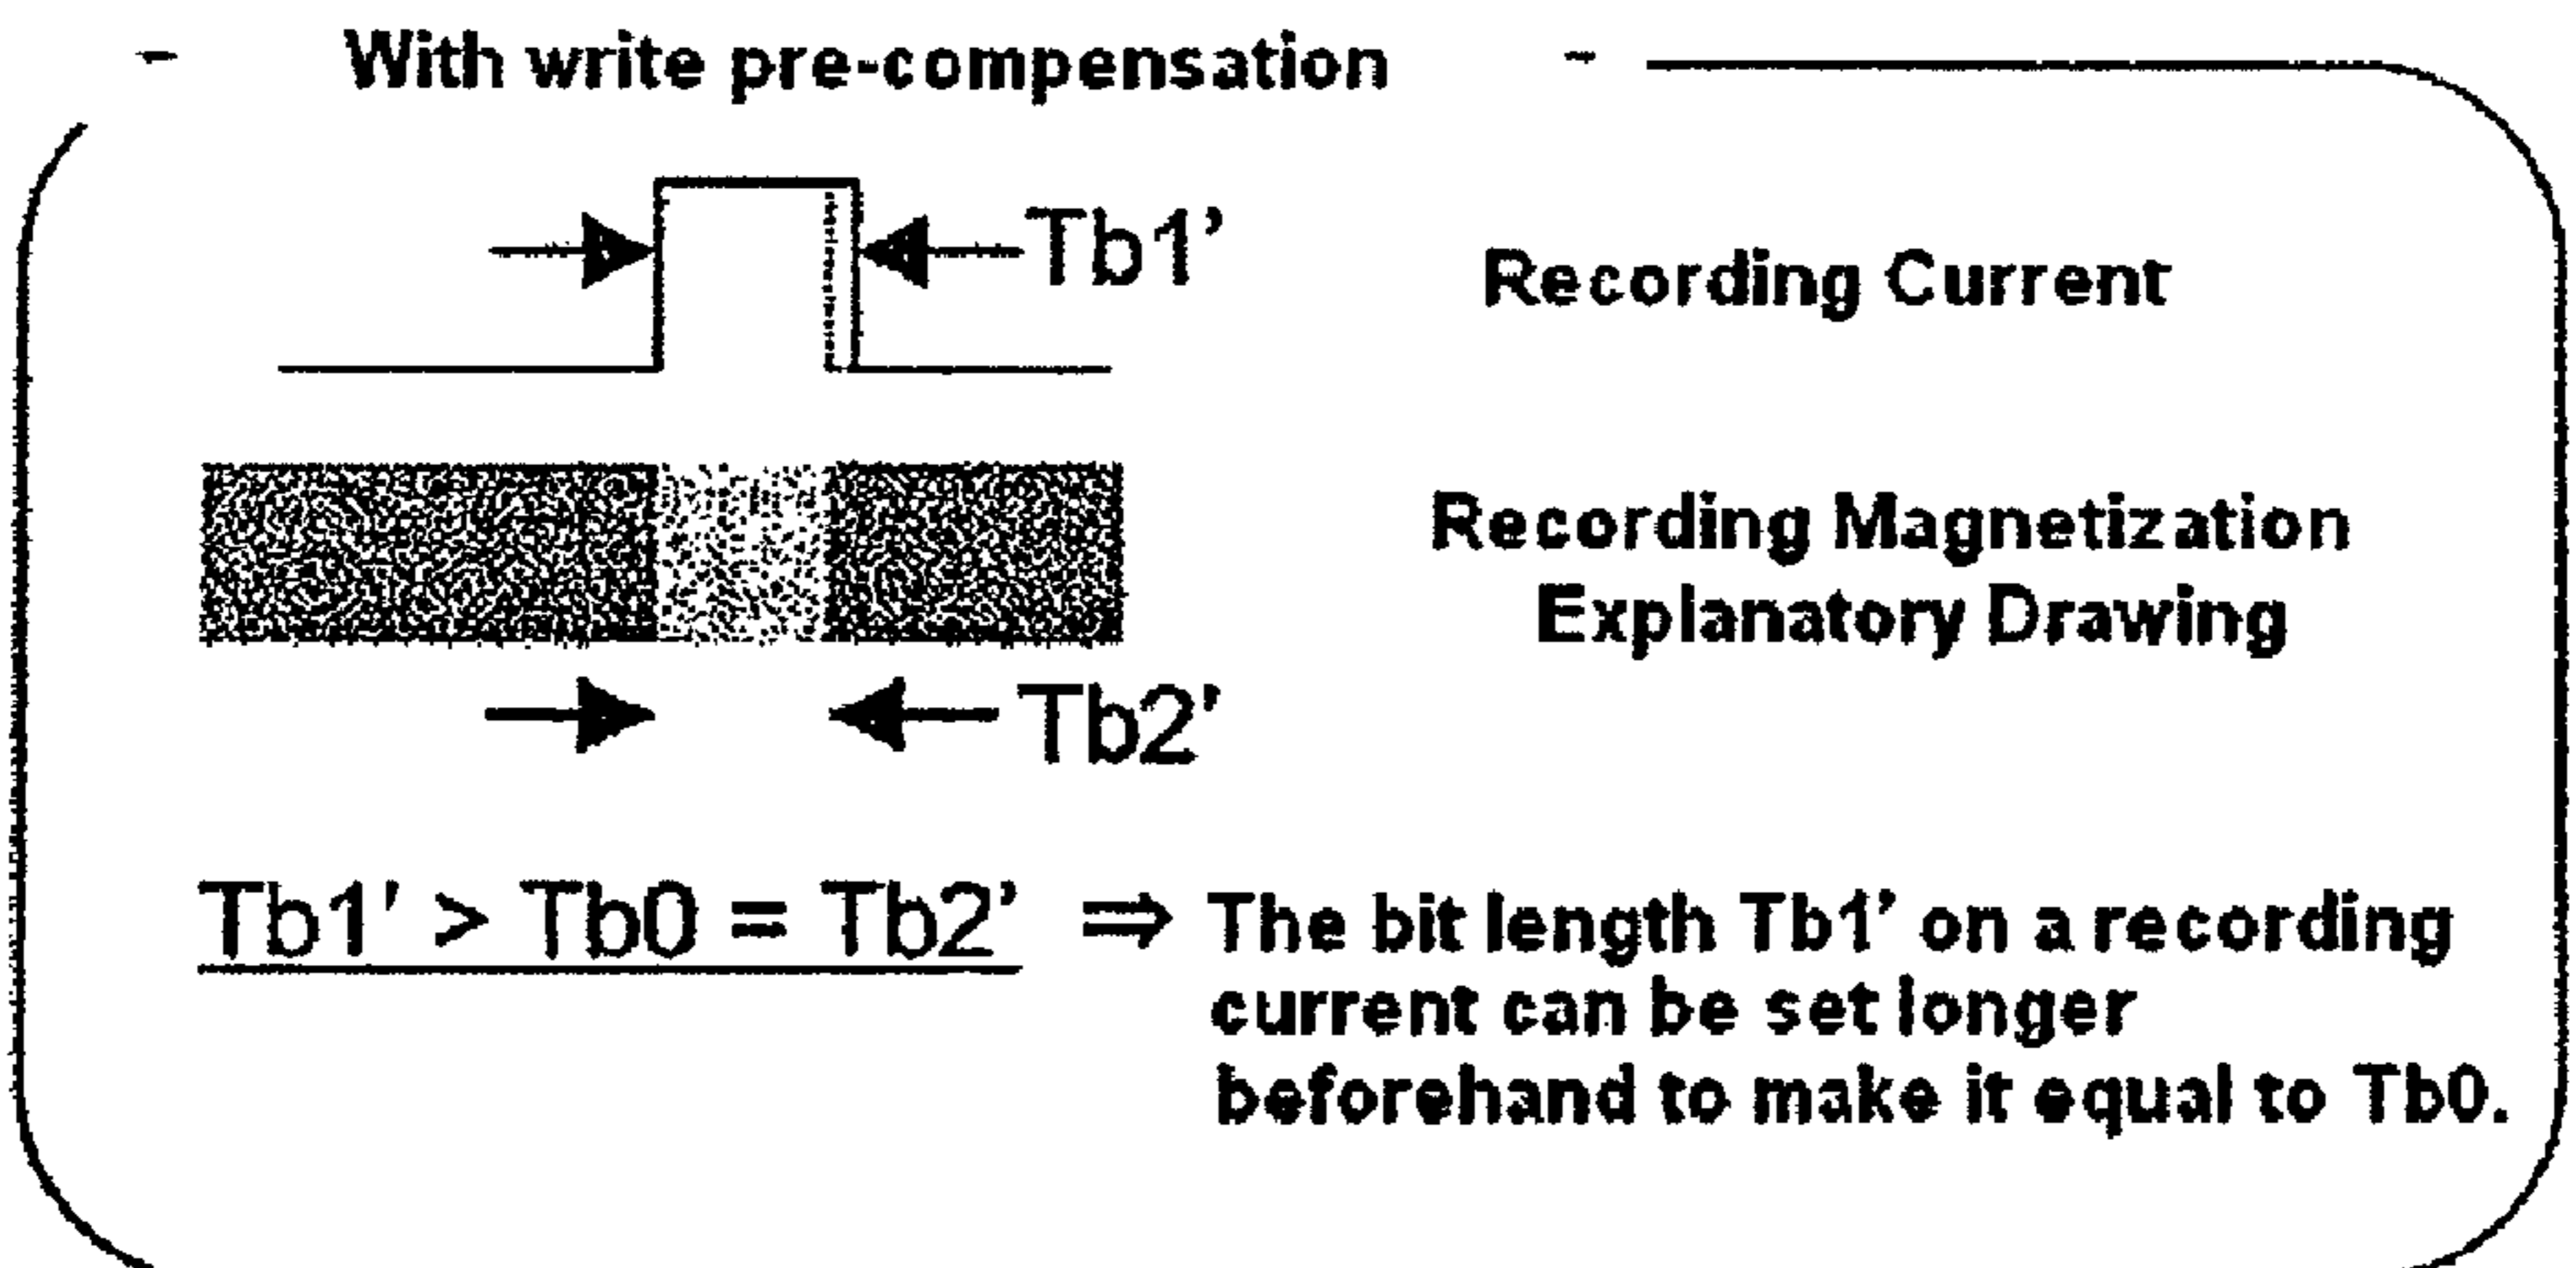 With write pre-compensation
Tb1’
Recording Current
Recording Magnetization
Explanatory Drawing
Tb2’
Tb1’ > Tb0 = Tb2’ ⇒ The bit length Tb1’ on a recording
current can be set longer
beforehand to make it equal to Tb0.